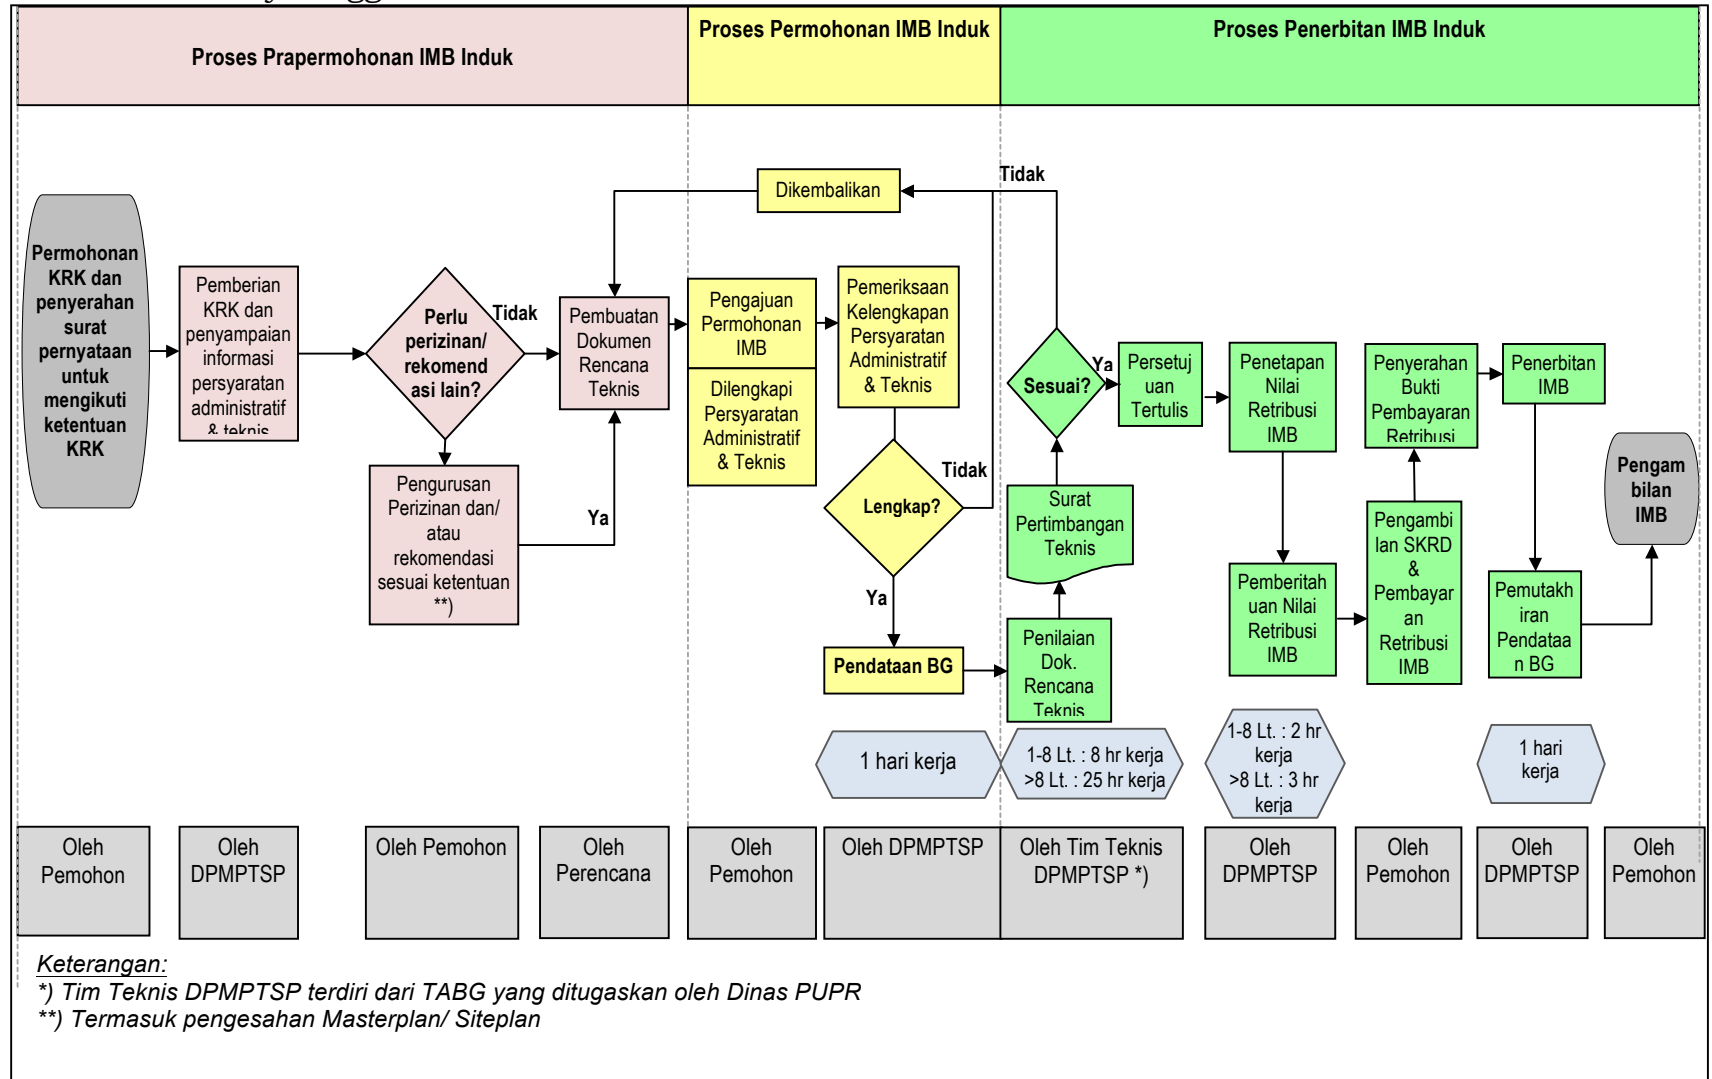 Proses Prapermohonan IMB Induk
Proses Permohonan IMB Induk
Proses Penerbitan IMB Induk
Permohonan
KRK dan
penyerahan
surat
pernyataan
untuk
mengikuti
ketentuan
KRK
Pemberian
KRK dan
penyampaian
informasi
persyaratan
administratif
& teknis
Perlu
perizinan/
rekomend
asi lain?
Tidak
Pengurusan
Perizinan dan/
atau
rekomendasi
sesuai ketentuan
**)
Ya
Pembuatan
Dokumen
Rencana
Teknis
Dikembalikan
Pengajuan
Permohonan
IMB
Dilengkapi
Persyaratan
Administratif
& Teknis
Pemeriksaan
Kelengkapan
Persyaratan
Administratif
& Teknis
Lengkap?
Tidak
Ya
Pendataan BG
Tidak
Sesuai?
Ya
Surat
Pertimbangan
Teknis
Penilaian
Dok.
Rencana
Teknis
Persetuj
uan
Tertulis
Penetapan
Nilai
Retribusi
IMB
Pemberitah
uan Nilai
Retribusi
IMB
Penyerahan
Bukti
Pembayaran
Retribusi
Pengambi
lan SKRD
&
Pembayar
an
Retribusi
IMB
Penerbitan
IMB
Pemutakh
iran
Pendataa
n BG
Pengam
bilan
IMB
1 hari kerja
1-8 Lt. : 8 hr kerja
>8 Lt. : 25 hr kerja
1-8 Lt. : 2 hr
kerja
>8 Lt. : 3 hr
kerja
1 hari
kerja
Oleh
Pemohon
Oleh
DPMPTSP
Oleh Pemohon
Oleh
Perencana
Oleh
Pemohon
Oleh DPMPTSP
Oleh Tim Teknis
DPMPTSP *)
Oleh
DPMPTSP
Oleh
Pemohon
Oleh
DPMPTSP
Oleh
Pemohon
Keterangan:
*) Tim Teknis DPMPTSP terdiri dari TABG yang ditugaskan oleh Dinas PUPR
**) Termasuk pengesahan Masterplan/ Siteplan